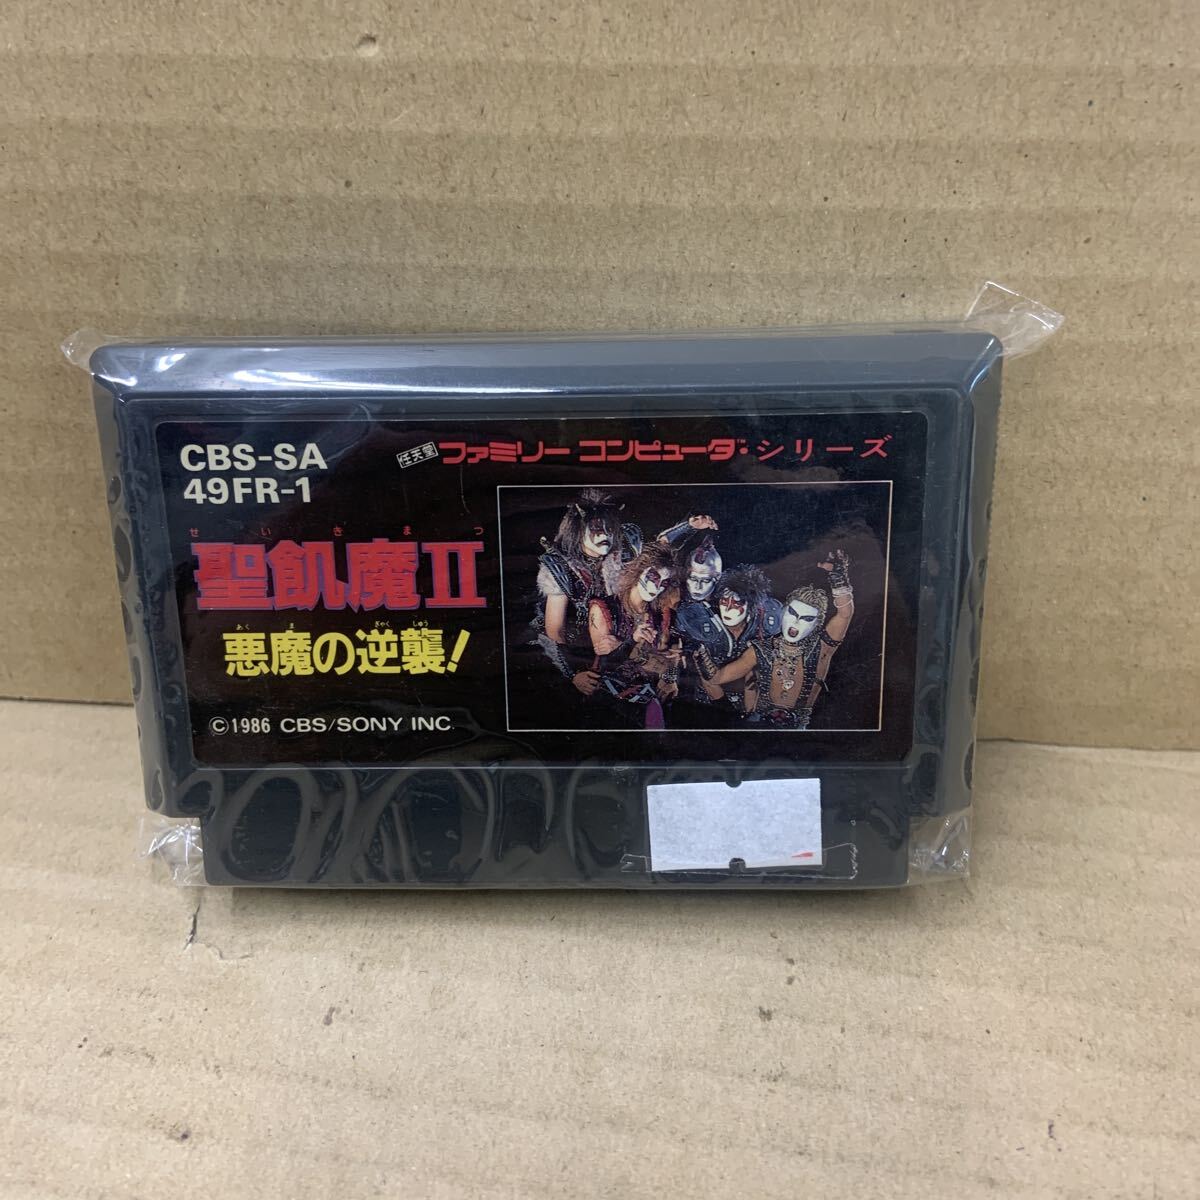 CBS-SA
49FR-1
任天堂 ファミリー コンピュータ™・シリーズ
せいきまつ
聖飢魔II
あくま ぎゃくしゅう
悪魔の逆襲!
©1986 CBS/SONY INC.